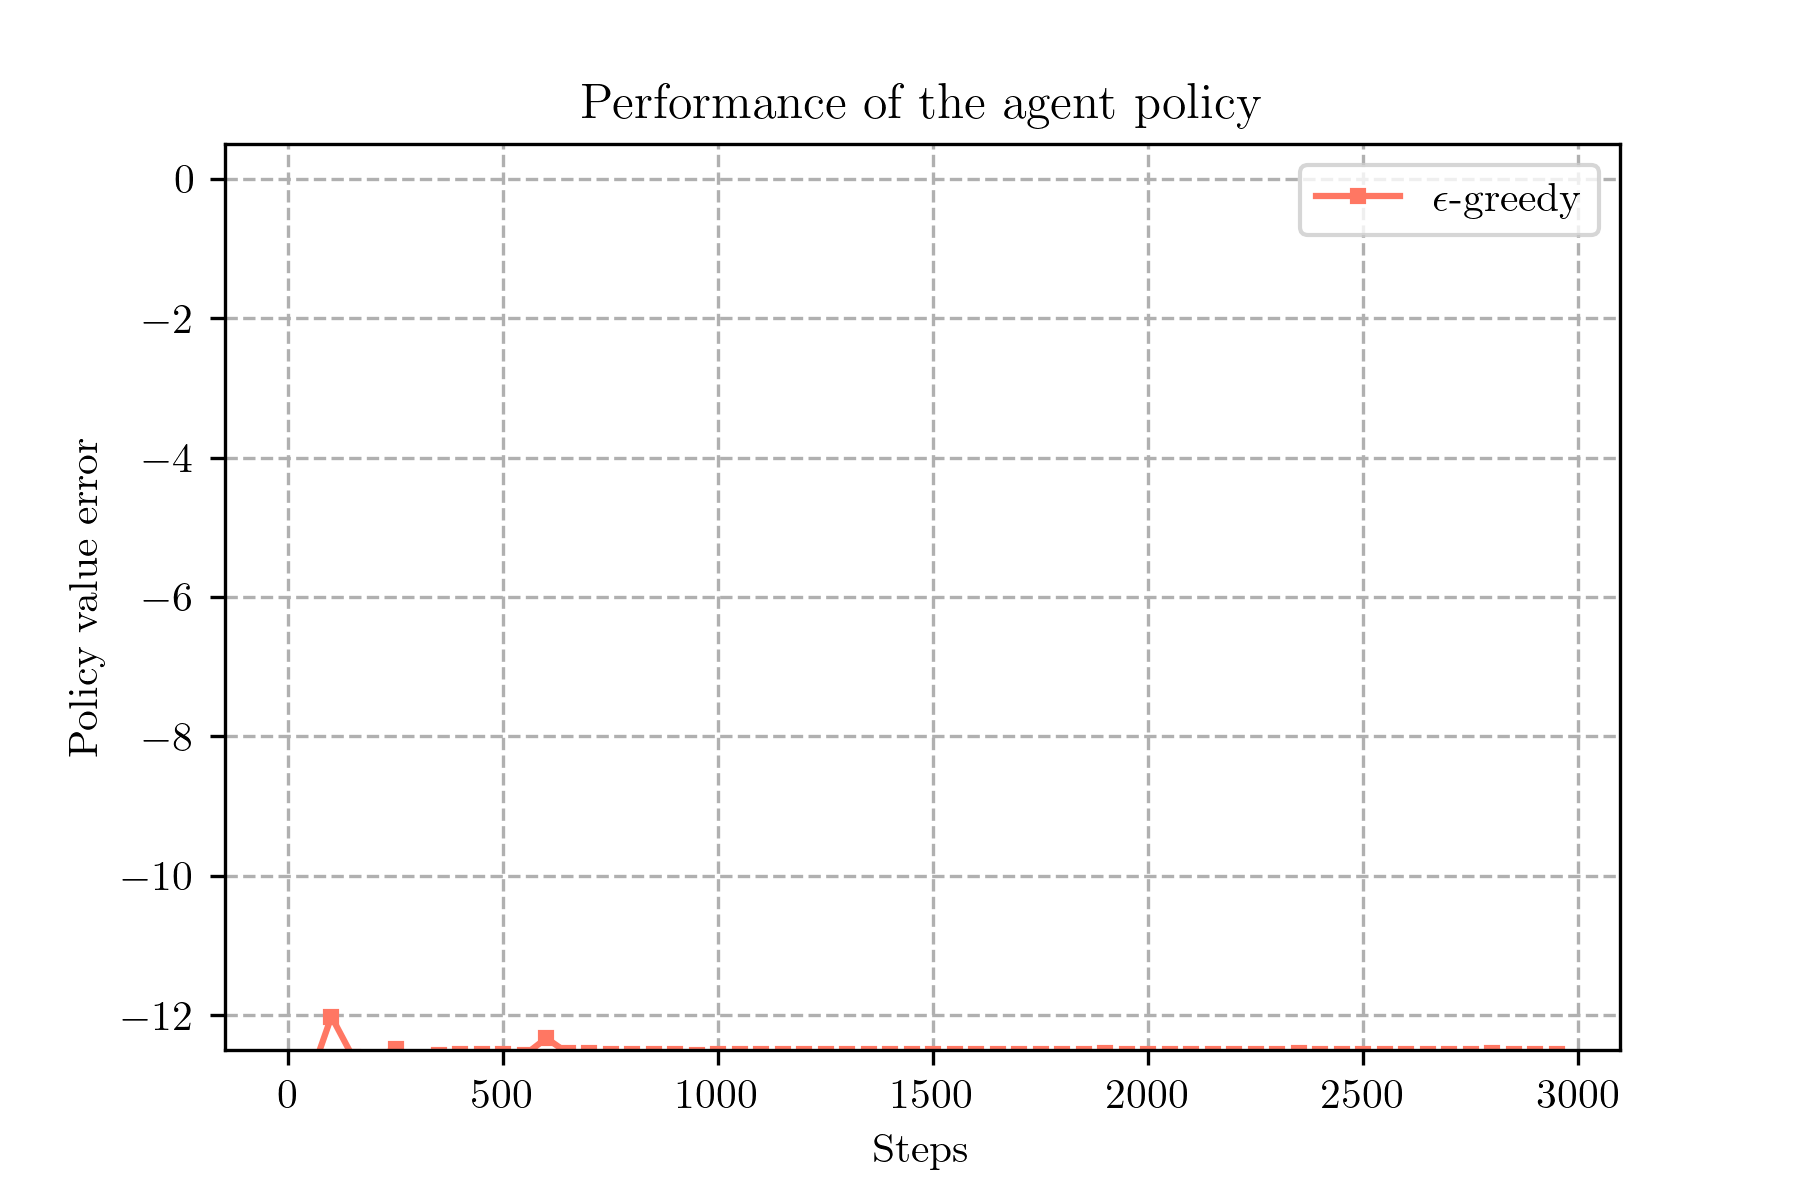 Performance of the agent policy
ϵ-greedy
Policy value error
0
−2
−4
−6
−8
−10
−12
0 500 1000 1500 2000 2500 3000
Steps